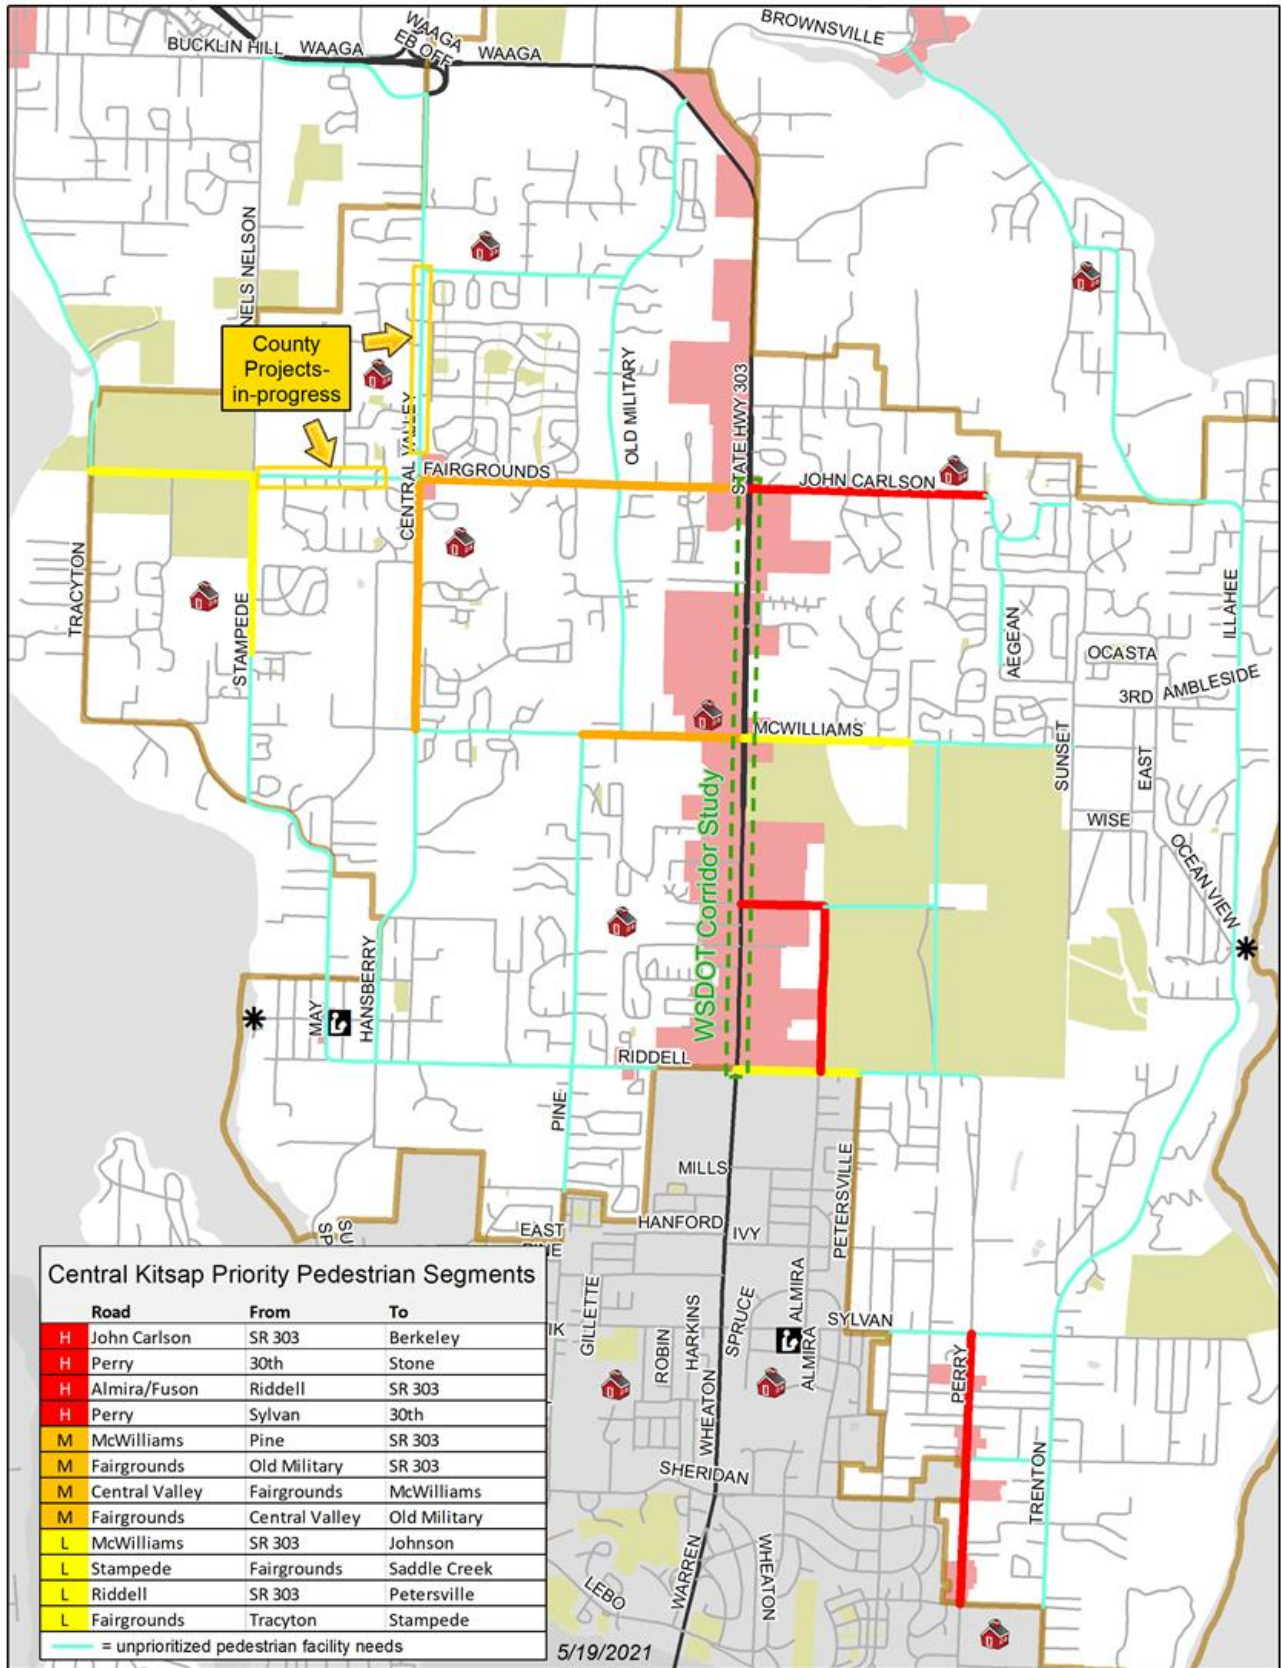 BROWNSVILLE
WAAGA
EB OFF
BUCKLIN HILL
WAAGA
WAAGA
NELS NELSON
County
Projects-
in-progress
OLD MILITARY
STATE HWY 303
CENTRAL VALLEY
FAIRGROUNDS
JOHN CARLSON
TRACYTON
STAMPEDE
AEGEAN
ILLAHEE
OCASTA
3RD
AMBLESIDE
MCWILLIAMS
SUNSET
EAST
WISE
OCEAN VIEW
WSDOT Corridor Study
HANSBERRY
MAY
RIDDELL
PINE
MILLS
PETERSVILLE
EAST
HANFORD
IVY
SP
SU
GILLETTE
ROBIN
HARKINS
SPRUCE
ALMIRA
ALMIRA
SYLVAN
WHEATON
PERRY
SHERIDAN
TRENTON
WARREN
WHEATON
LEBO
Central Kitsap Priority Pedestrian Segments
Road From To
H John Carlson SR 303 Berkeley
H Perry 30th Stone
H Almira/Fuson Riddell SR 303
H Perry Sylvan 30th
M McWilliams Pine SR 303
M Fairgrounds Old Military SR 303
M Central Valley Fairgrounds McWilliams
M Fairgrounds Central Valley Old Military
L McWilliams SR 303 Johnson
L Stampede Fairgrounds Saddle Creek
L Riddell SR 303 Petersville
L Fairgrounds Tracyton Stampede
= unprioritized pedestrian facility needs
5/19/2021